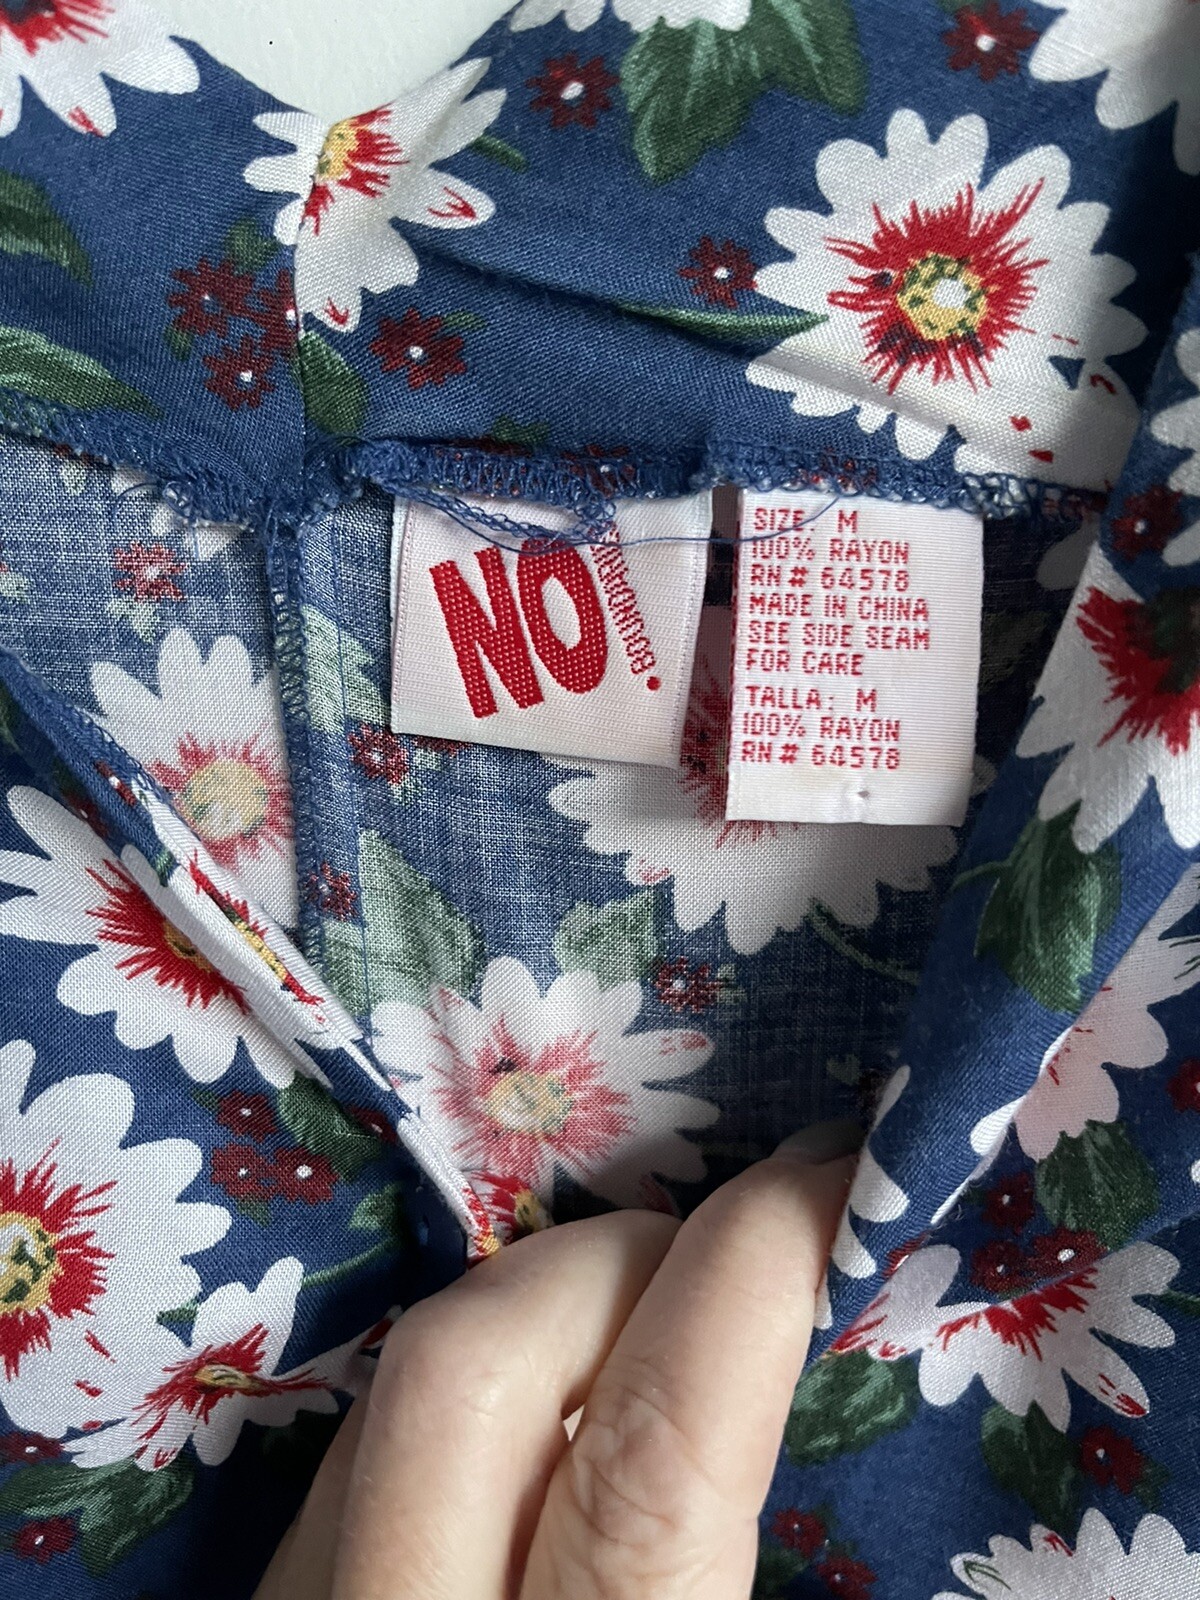 NO!
BOUNDARIES
SIZE: M
100% RAYON
RN# 64578
MADE IN CHINA
SEE SIDE SEAM
FOR CARE
TALLA: M
100% RAYON
RN# 64578